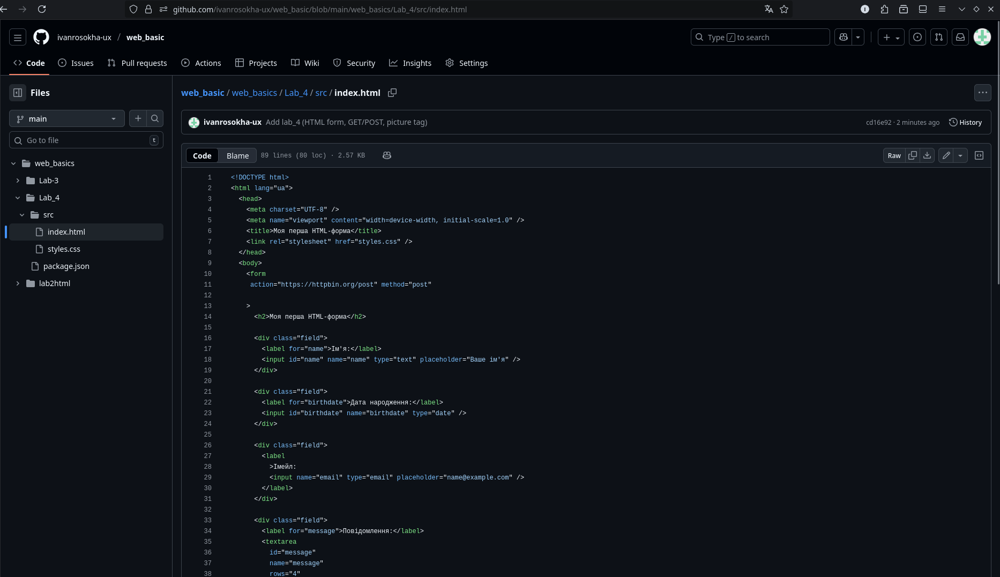 github.com/ivanrosokha-ux/web_basic/blob/main/web_basics/Lab_4/src/index.html
ivanrosokha-ux / web_basic
Type / to search
Code Issues Pull requests Actions Projects Wiki Security Insights Settings
Files
main
Go to file t
web_basics
Lab-3
Lab_4
src
index.html
styles.css
package.json
lab2html
web_basic / web_basics / Lab_4 / src / index.html
ivanrosokha-ux Add lab_4 (HTML form, GET/POST, picture tag) cd16e92 · 2 minutes ago History
Code Blame 89 lines (80 loc) · 2.57 KB Raw
1 <!DOCTYPE html>
2 <html lang="ua">
3 <head>
4 <meta charset="UTF-8" />
5 <meta name="viewport" content="width=device-width, initial-scale=1.0" />
6 <title>Моя перша HTML-форма</title>
7 <link rel="stylesheet" href="styles.css" />
8 </head>
9 <body>
10 <form
11 action="https://httpbin.org/post" method="post"
12
13 >
14 <h2>Моя перша HTML-форма</h2>
15
16 <div class="field">
17 <label for="name">Ім'я:</label>
18 <input id="name" name="name" type="text" placeholder="Ваше ім'я" />
19 </div>
20
21 <div class="field">
22 <label for="birthdate">Дата народження:</label>
23 <input id="birthdate" name="birthdate" type="date" />
24 </div>
25
26 <div class="field">
27 <label
28 >Імейл:
29 <input name="email" type="email" placeholder="name@example.com" />
30 </label>
31 </div>
32
33 <div class="field">
34 <label for="message">Повідомлення:</label>
35 <textarea
36 id="message"
37 name="message"
38 rows="4"